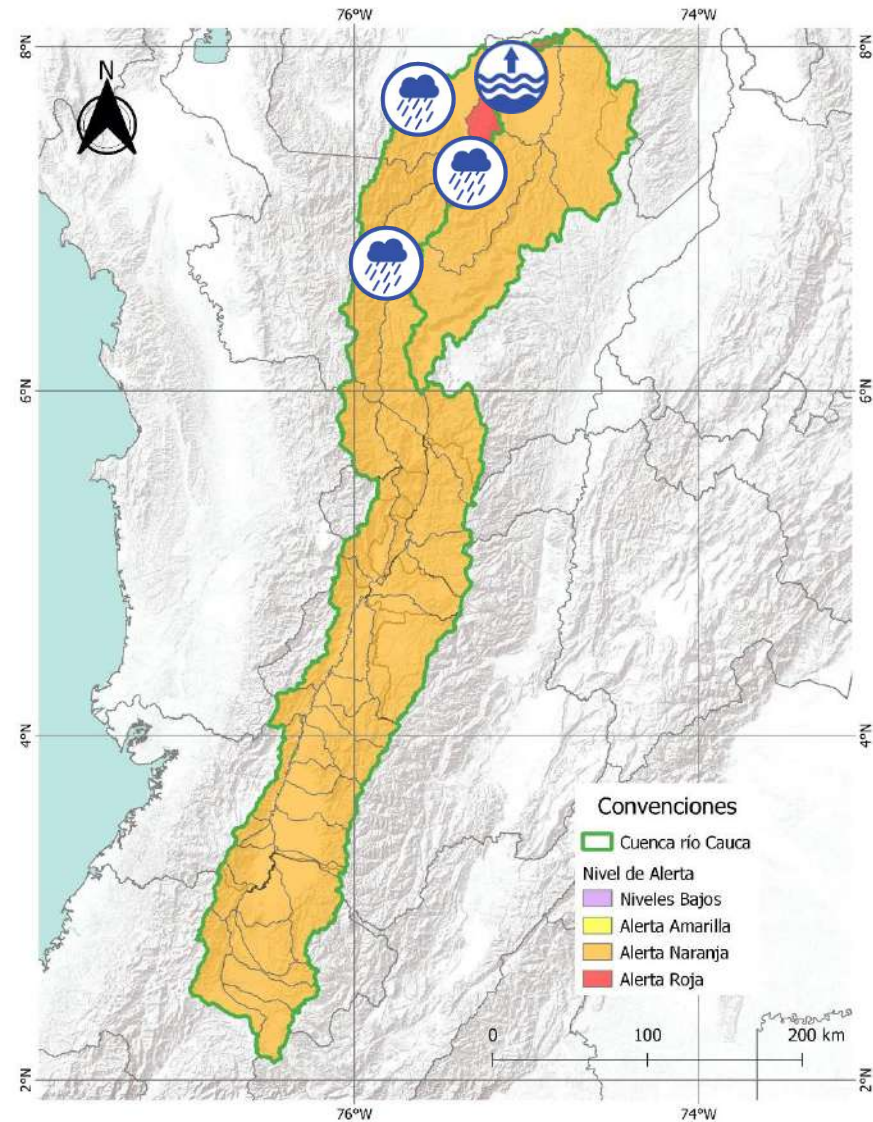 76°W 74°W
8°N 8°N
N
6°N 6°N
4°N 4°N
Convenciones
Cuenca río Cauca
Nivel de Alerta
Niveles Bajos
Alerta Amarilla
Alerta Naranja
Alerta Roja
0 100 200 km
2°N 2°N
76°W 74°W